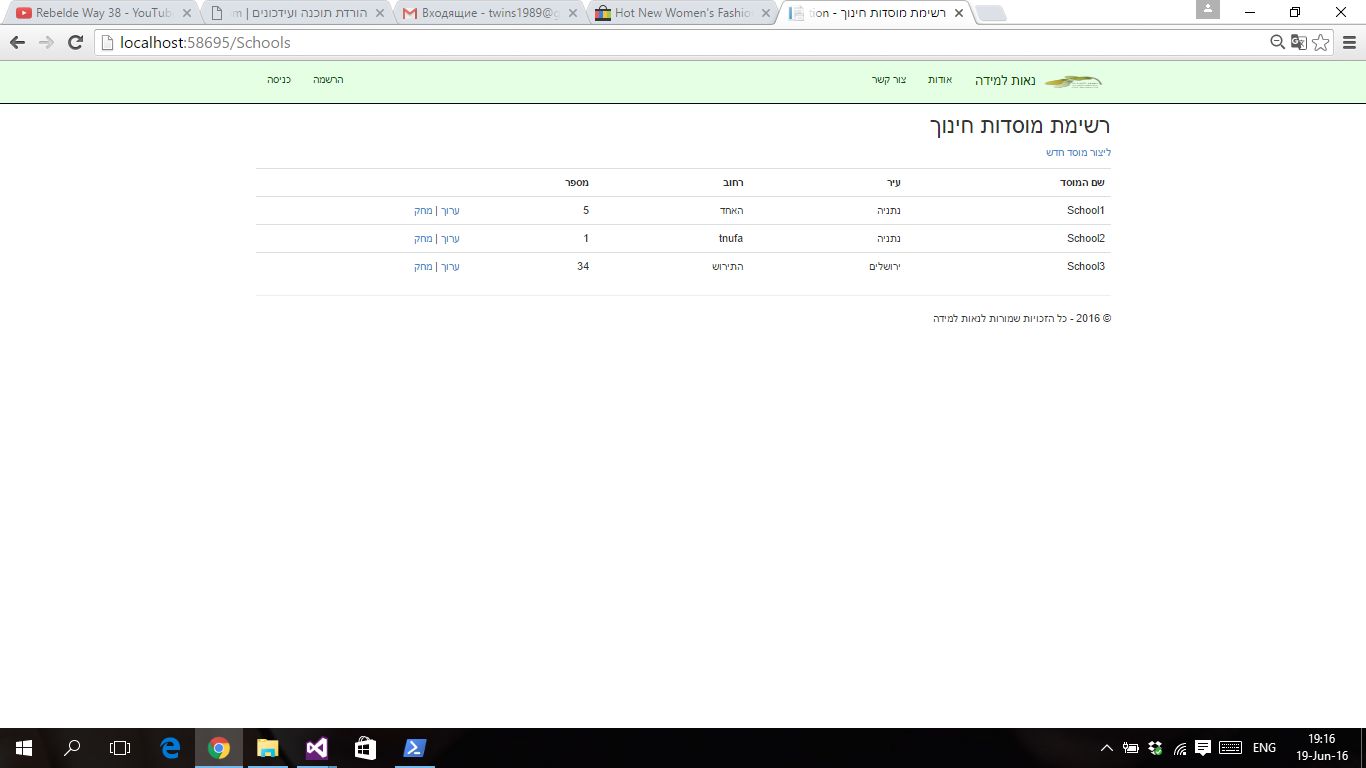 Rebelde Way 38 - YouTube
הורדת תוכנה ועידכונים | om
Входящие - twins1989@g
Hot New Women's Fashio
רשימת מוסדות חינוך - tion
localhost:58695/Schools
נאות למידה אודות צור קשר הרשמה כניסה
רשימת מוסדות חינוך
ליצור מוסד חדש
שם המוסד עיר רחוב מספר
School1 נתניה האחד 5 ערוך | מחק
School2 נתניה tnufa 1 ערוך | מחק
School3 ירושלים התירוש 34 ערוך | מחק
© 2016 - כל הזכויות שמורות לנאות למידה
ENG
19:16
19-Jun-16